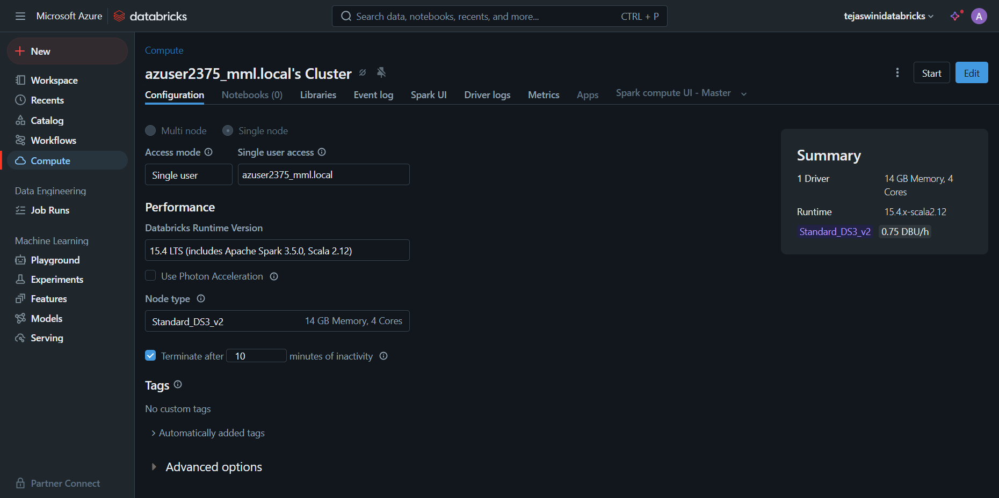 Microsoft Azure databricks
Search data, notebooks, recents, and more... CTRL + P
tejaswinidatabricks
A
New
Workspace
Recents
Catalog
Workflows
Compute
Data Engineering
Job Runs
Machine Learning
Playground
Experiments
Features
Models
Serving
Partner Connect
Compute
azuser2375_mml.local's Cluster
Start
Edit
Configuration Notebooks (0) Libraries Event log Spark UI Driver logs Metrics Apps Spark compute UI - Master
Multi node Single node
Access mode Single user access
Single user azuser2375_mml.local
Performance
Databricks Runtime Version
15.4 LTS (includes Apache Spark 3.5.0, Scala 2.12)
Use Photon Acceleration
Node type
Standard_DS3_v2 14 GB Memory, 4 Cores
Terminate after 10 minutes of inactivity
Tags
No custom tags
Automatically added tags
Advanced options
Summary
1 Driver 14 GB Memory, 4
Cores
Runtime 15.4.x-scala2.12
Standard_DS3_v2 0.75 DBU/h